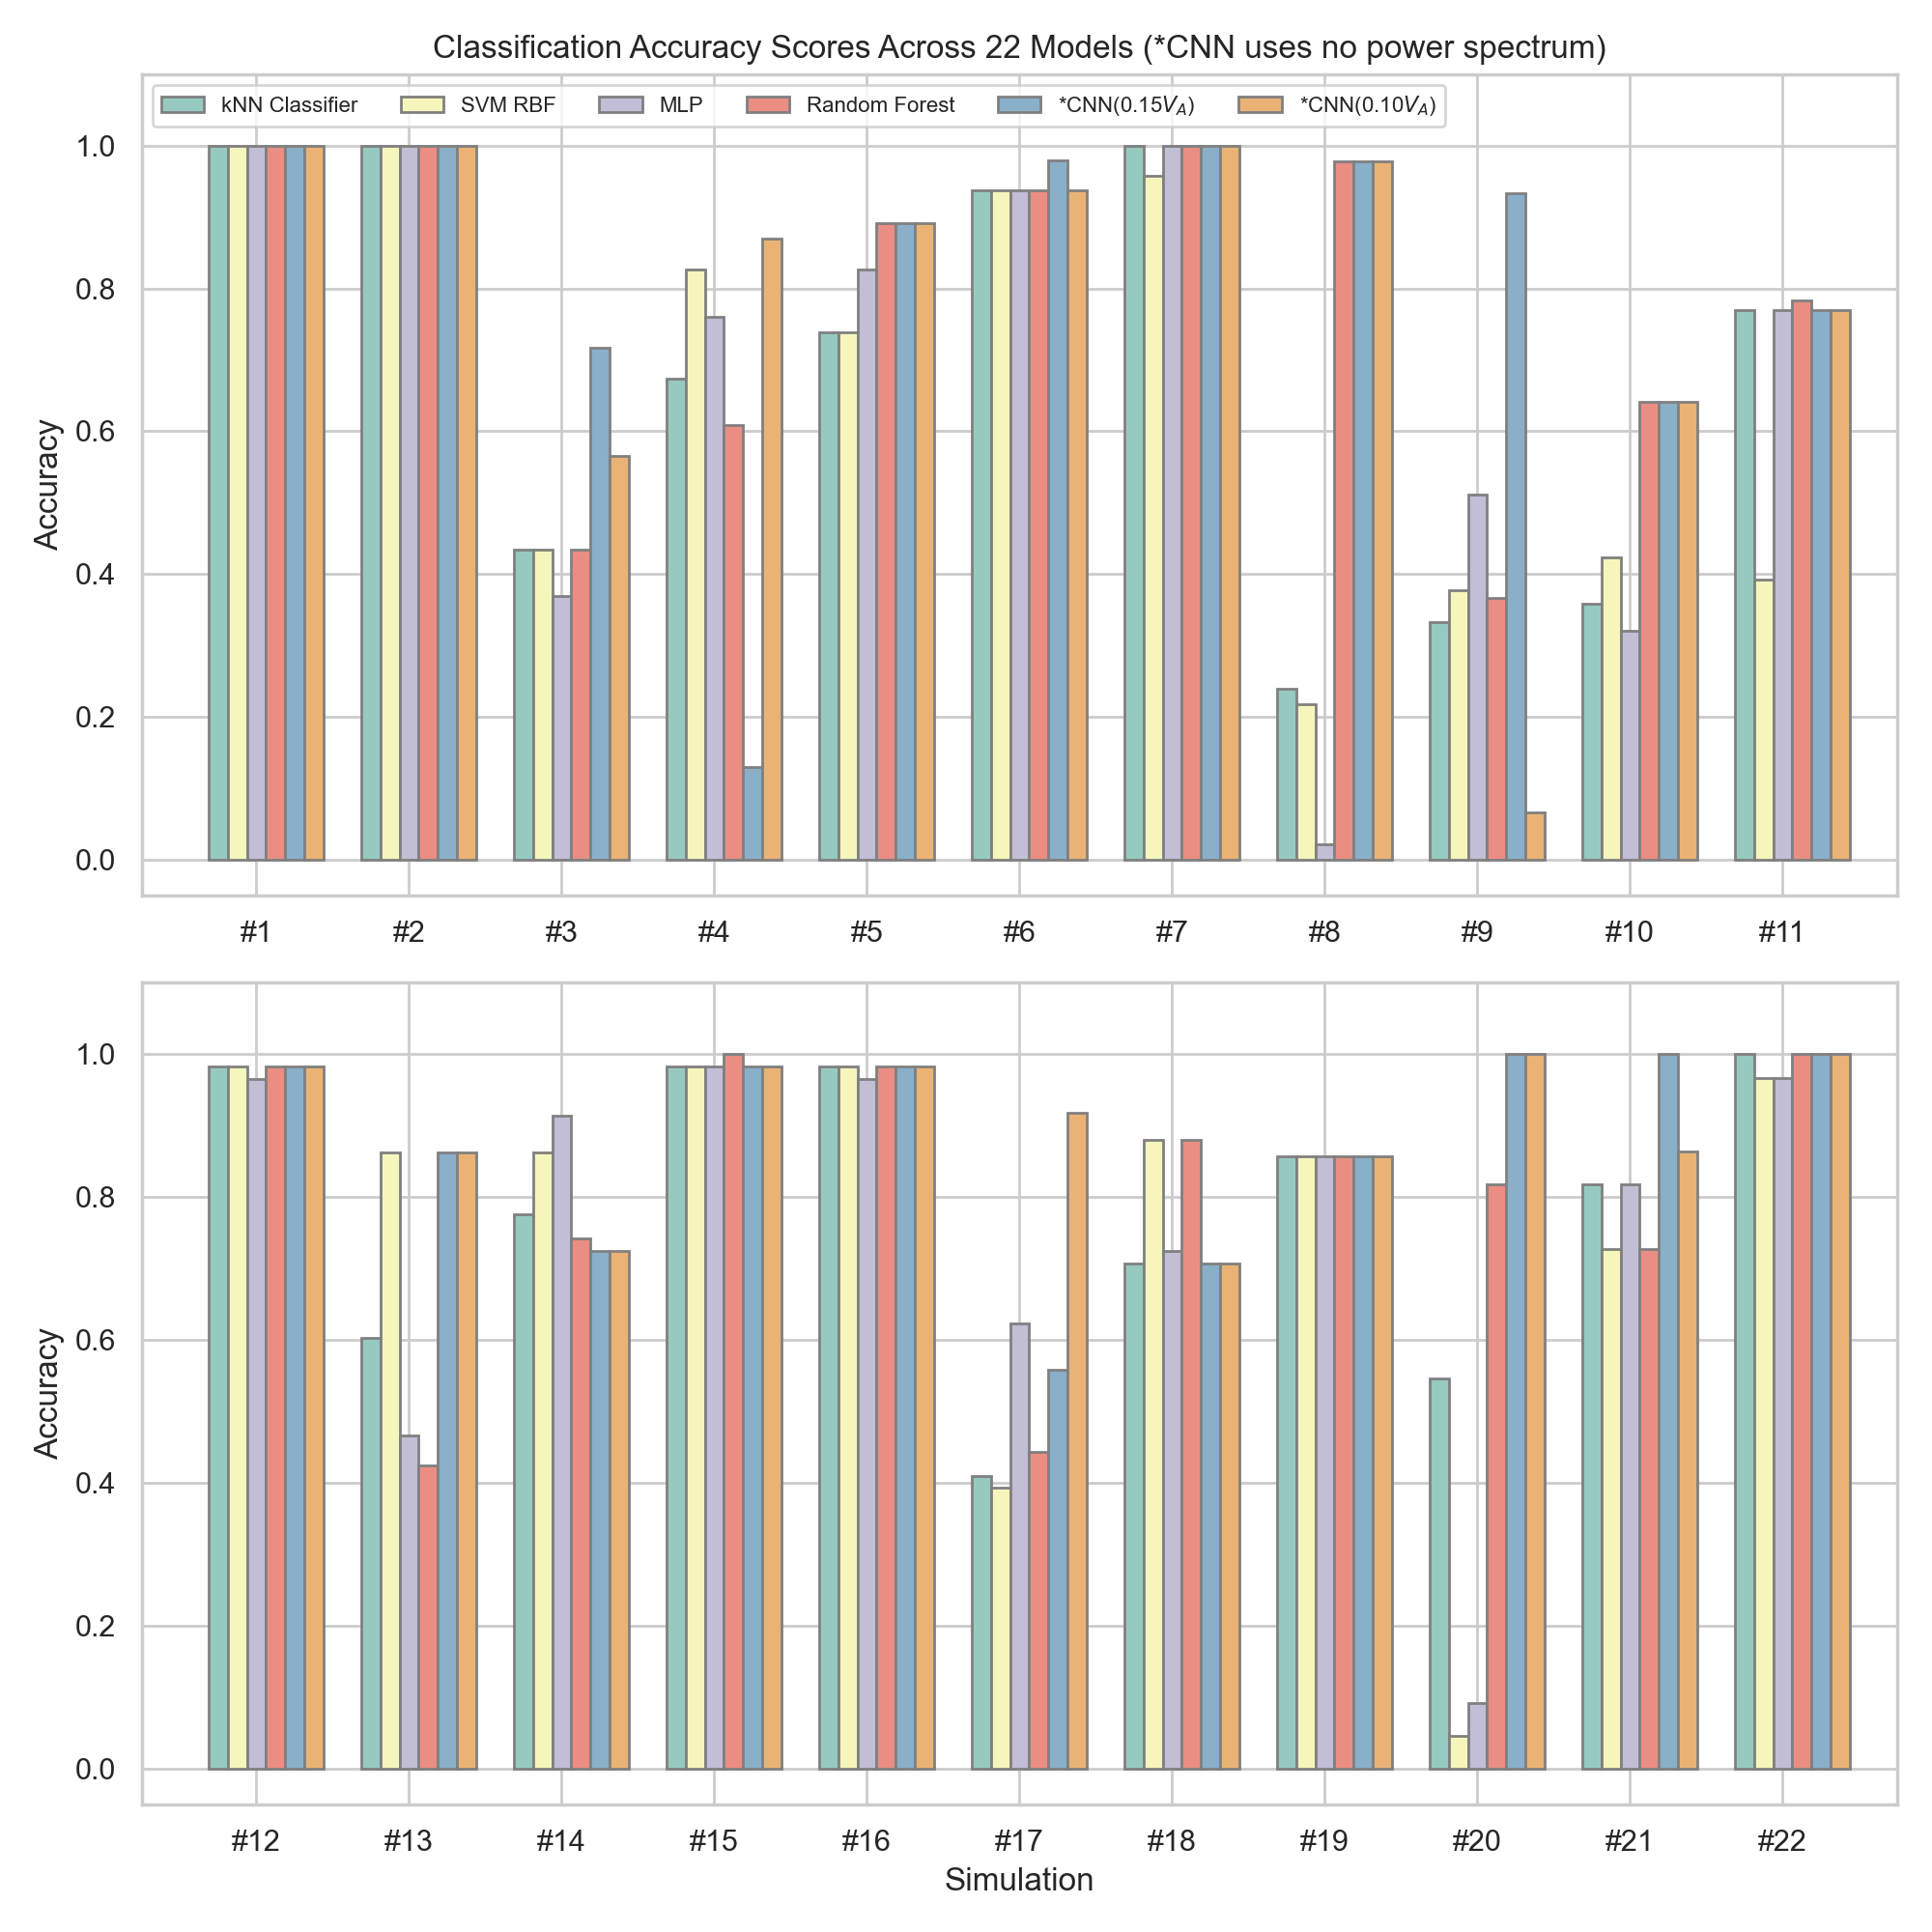 Classification Accuracy Scores Across 22 Models (*CNN uses no power spectrum)
kNN Classifier SVM RBF MLP Random Forest *CNN(0.15V_A) *CNN(0.10V_A)
1.0
0.8
0.6
0.4
0.2
0.0
Accuracy
#1 #2 #3 #4 #5 #6 #7 #8 #9 #10 #11
1.0
0.8
0.6
0.4
0.2
0.0
Accuracy
#12 #13 #14 #15 #16 #17 #18 #19 #20 #21 #22
Simulation